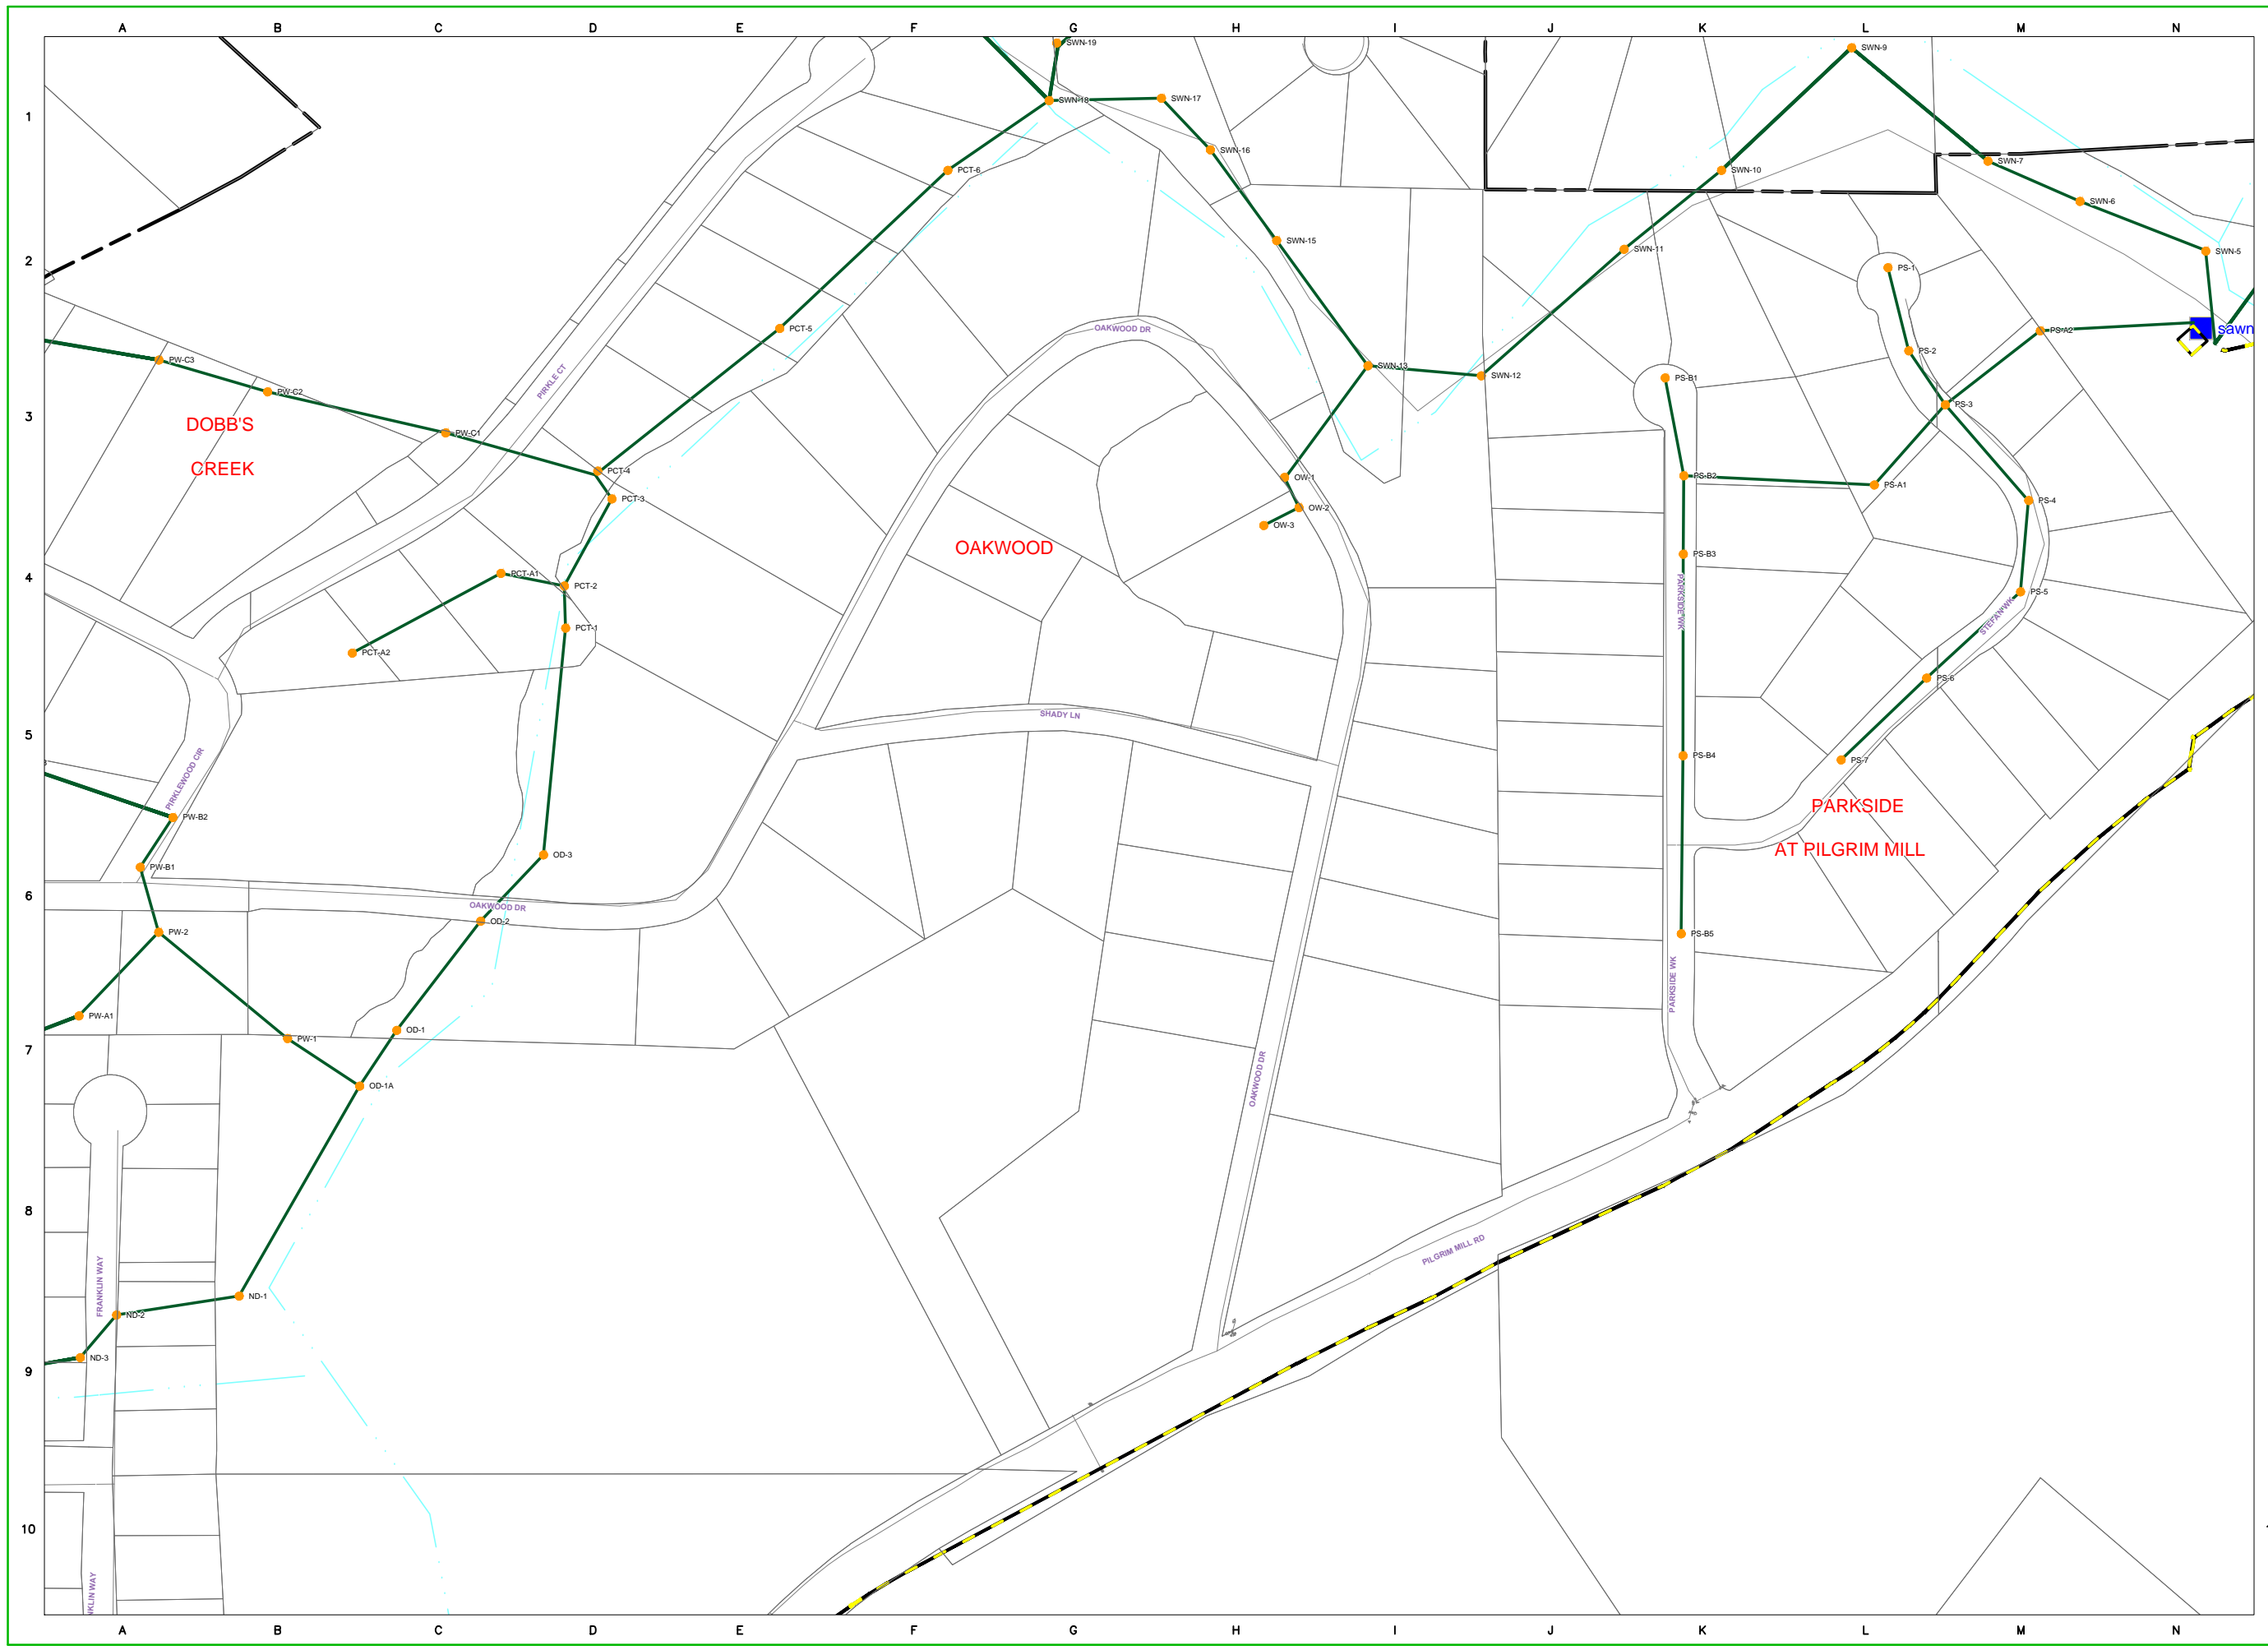 A B C D E F G H I J K L M N
SWN-19
SWN-9
SWN-18
SWN-17
1
SWN-16
SWN-7
PCT-6
SWN-10
SWN-6
SWN-15
SWN-11
SWN-5
2
PS-1
PCT-5
OAKWOOD DR
PS-A2
sawn
PS-2
PW-C3
PIRKLE CT
SWN-13
SWN-12
PS-B1
PW-C2
PS-3
3
DOBB'S
PW-C1
CREEK
PCT-4
OW-1
PS-B2
PS-A1
PCT-3
PS-4
OW-2
OW-3
OAKWOOD
PS-B3
PCT-A1
4
PCT-2
PARKSIDE WK
PS-5
PCT-1
STEFAN WK
PCT-A2
PS-6
SHADY LN
5
PS-B4
PS-7
PIRKLEWOOD CIR
PARKSIDE
PW-B2
AT PILGRIM MILL
OD-3
PW-B1
6
OAKWOOD DR
OD-2
PW-2
PS-B5
PARKSIDE WK
PW-A1
OD-1
PW-1
7
OAKWOOD DR
OD-1A
8
PILGRIM MILL RD
FRANKLIN WAY
ND-1
ND-2
ND-3
9
10
NKLIN WAY
A B C D E F G H I J K L M N